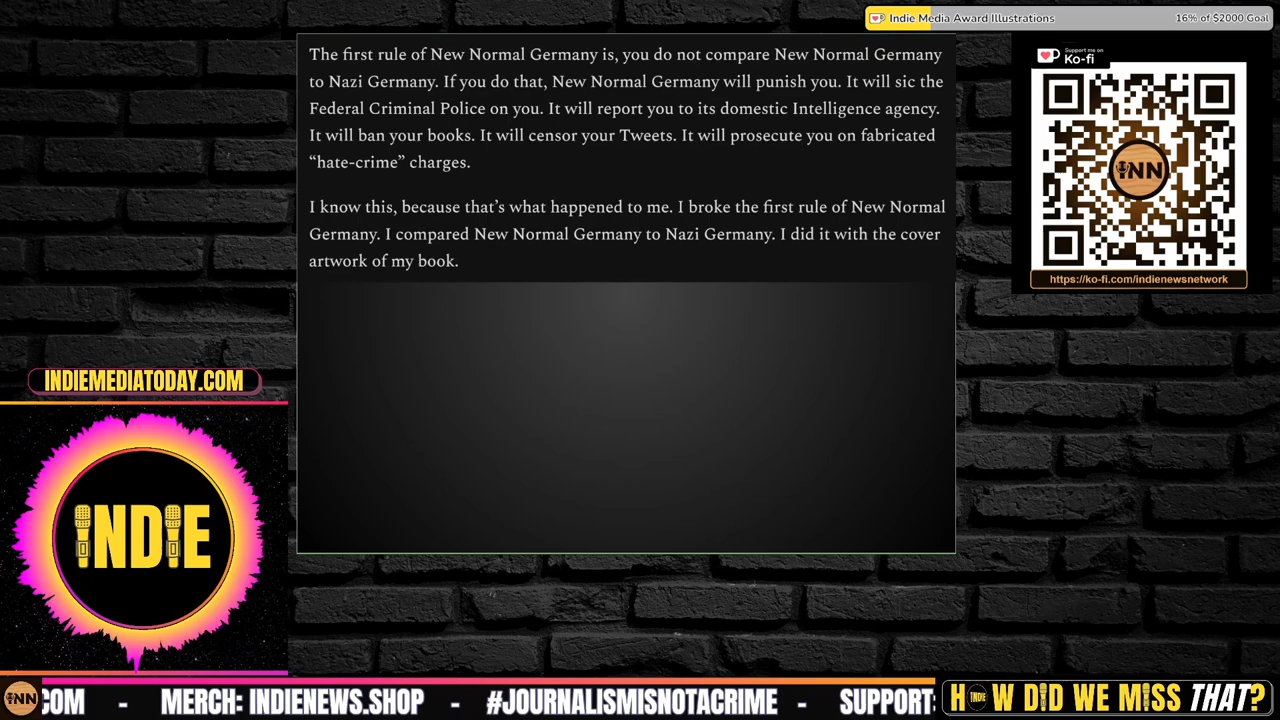 Indie Media Award Illustrations
16% of $2000 Goal
The first rule of New Normal Germany is, you do not compare New Normal Germany
to Nazi Germany. If you do that, New Normal Germany will punish you. It will sic the
Federal Criminal Police on you. It will report you to its domestic Intelligence agency.
It will ban your books. It will censor your Tweets. It will prosecute you on fabricated
“hate-crime” charges.
I know this, because that’s what happened to me. I broke the first rule of New Normal
Germany. I compared New Normal Germany to Nazi Germany. I did it with the cover
artwork of my book.
Support me on
Ko-fi
iNN
https://ko-fi.com/indienewsnetwork
INDIEMEDIATODAY.COM
iNDiE
iNN
COM - MERCH: INDIENEWS.SHOP - #JOURNALISMISNOTACRIME - SUPPORT:
HOW DID WE MISS THAT?